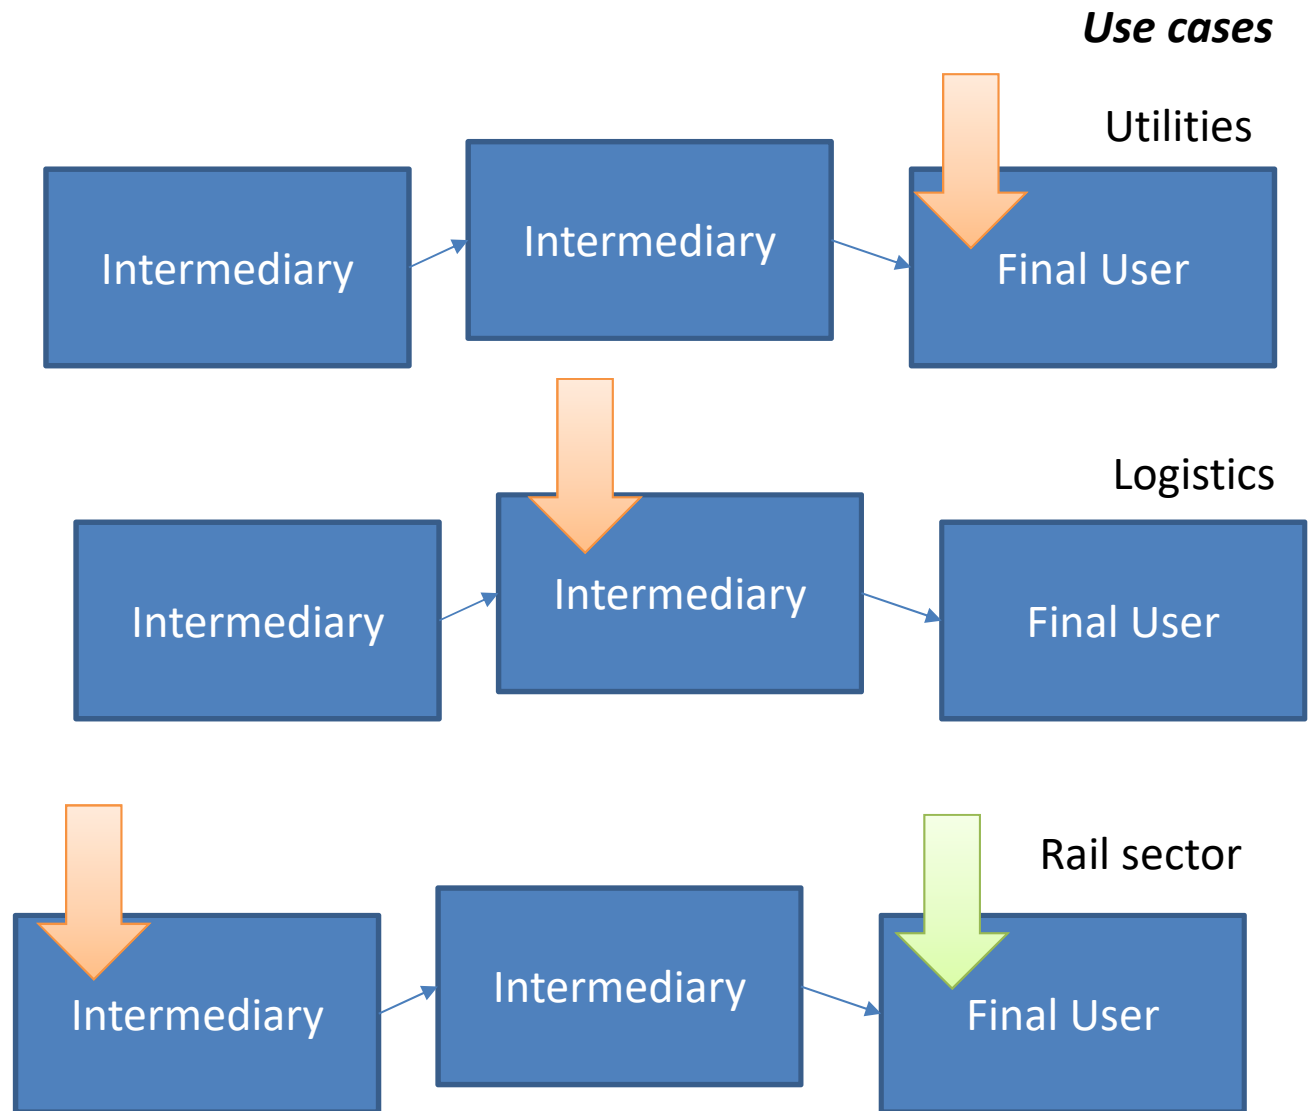 Use cases
Utilities
Intermediary
Intermediary
Final User
Logistics
Intermediary
Intermediary
Final User
Rail sector
Intermediary
Intermediary
Final User